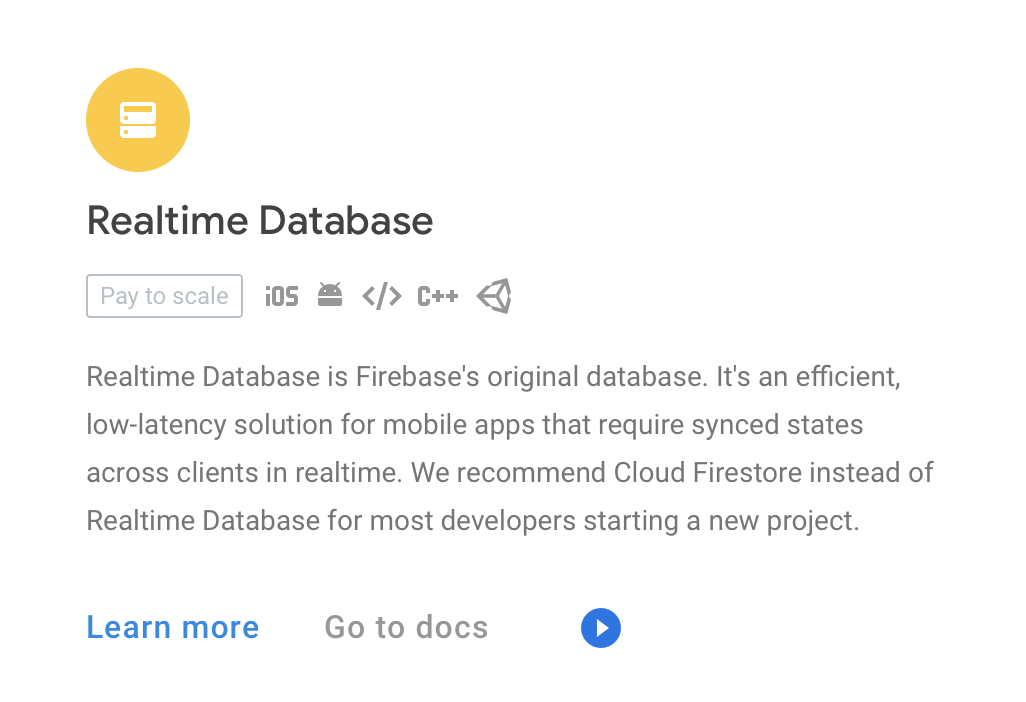 Realtime Database
Pay to scale iOS </> C++
Realtime Database is Firebase's original database. It's an efficient,
low-latency solution for mobile apps that require synced states
across clients in realtime. We recommend Cloud Firestore instead of
Realtime Database for most developers starting a new project.
Learn more Go to docs